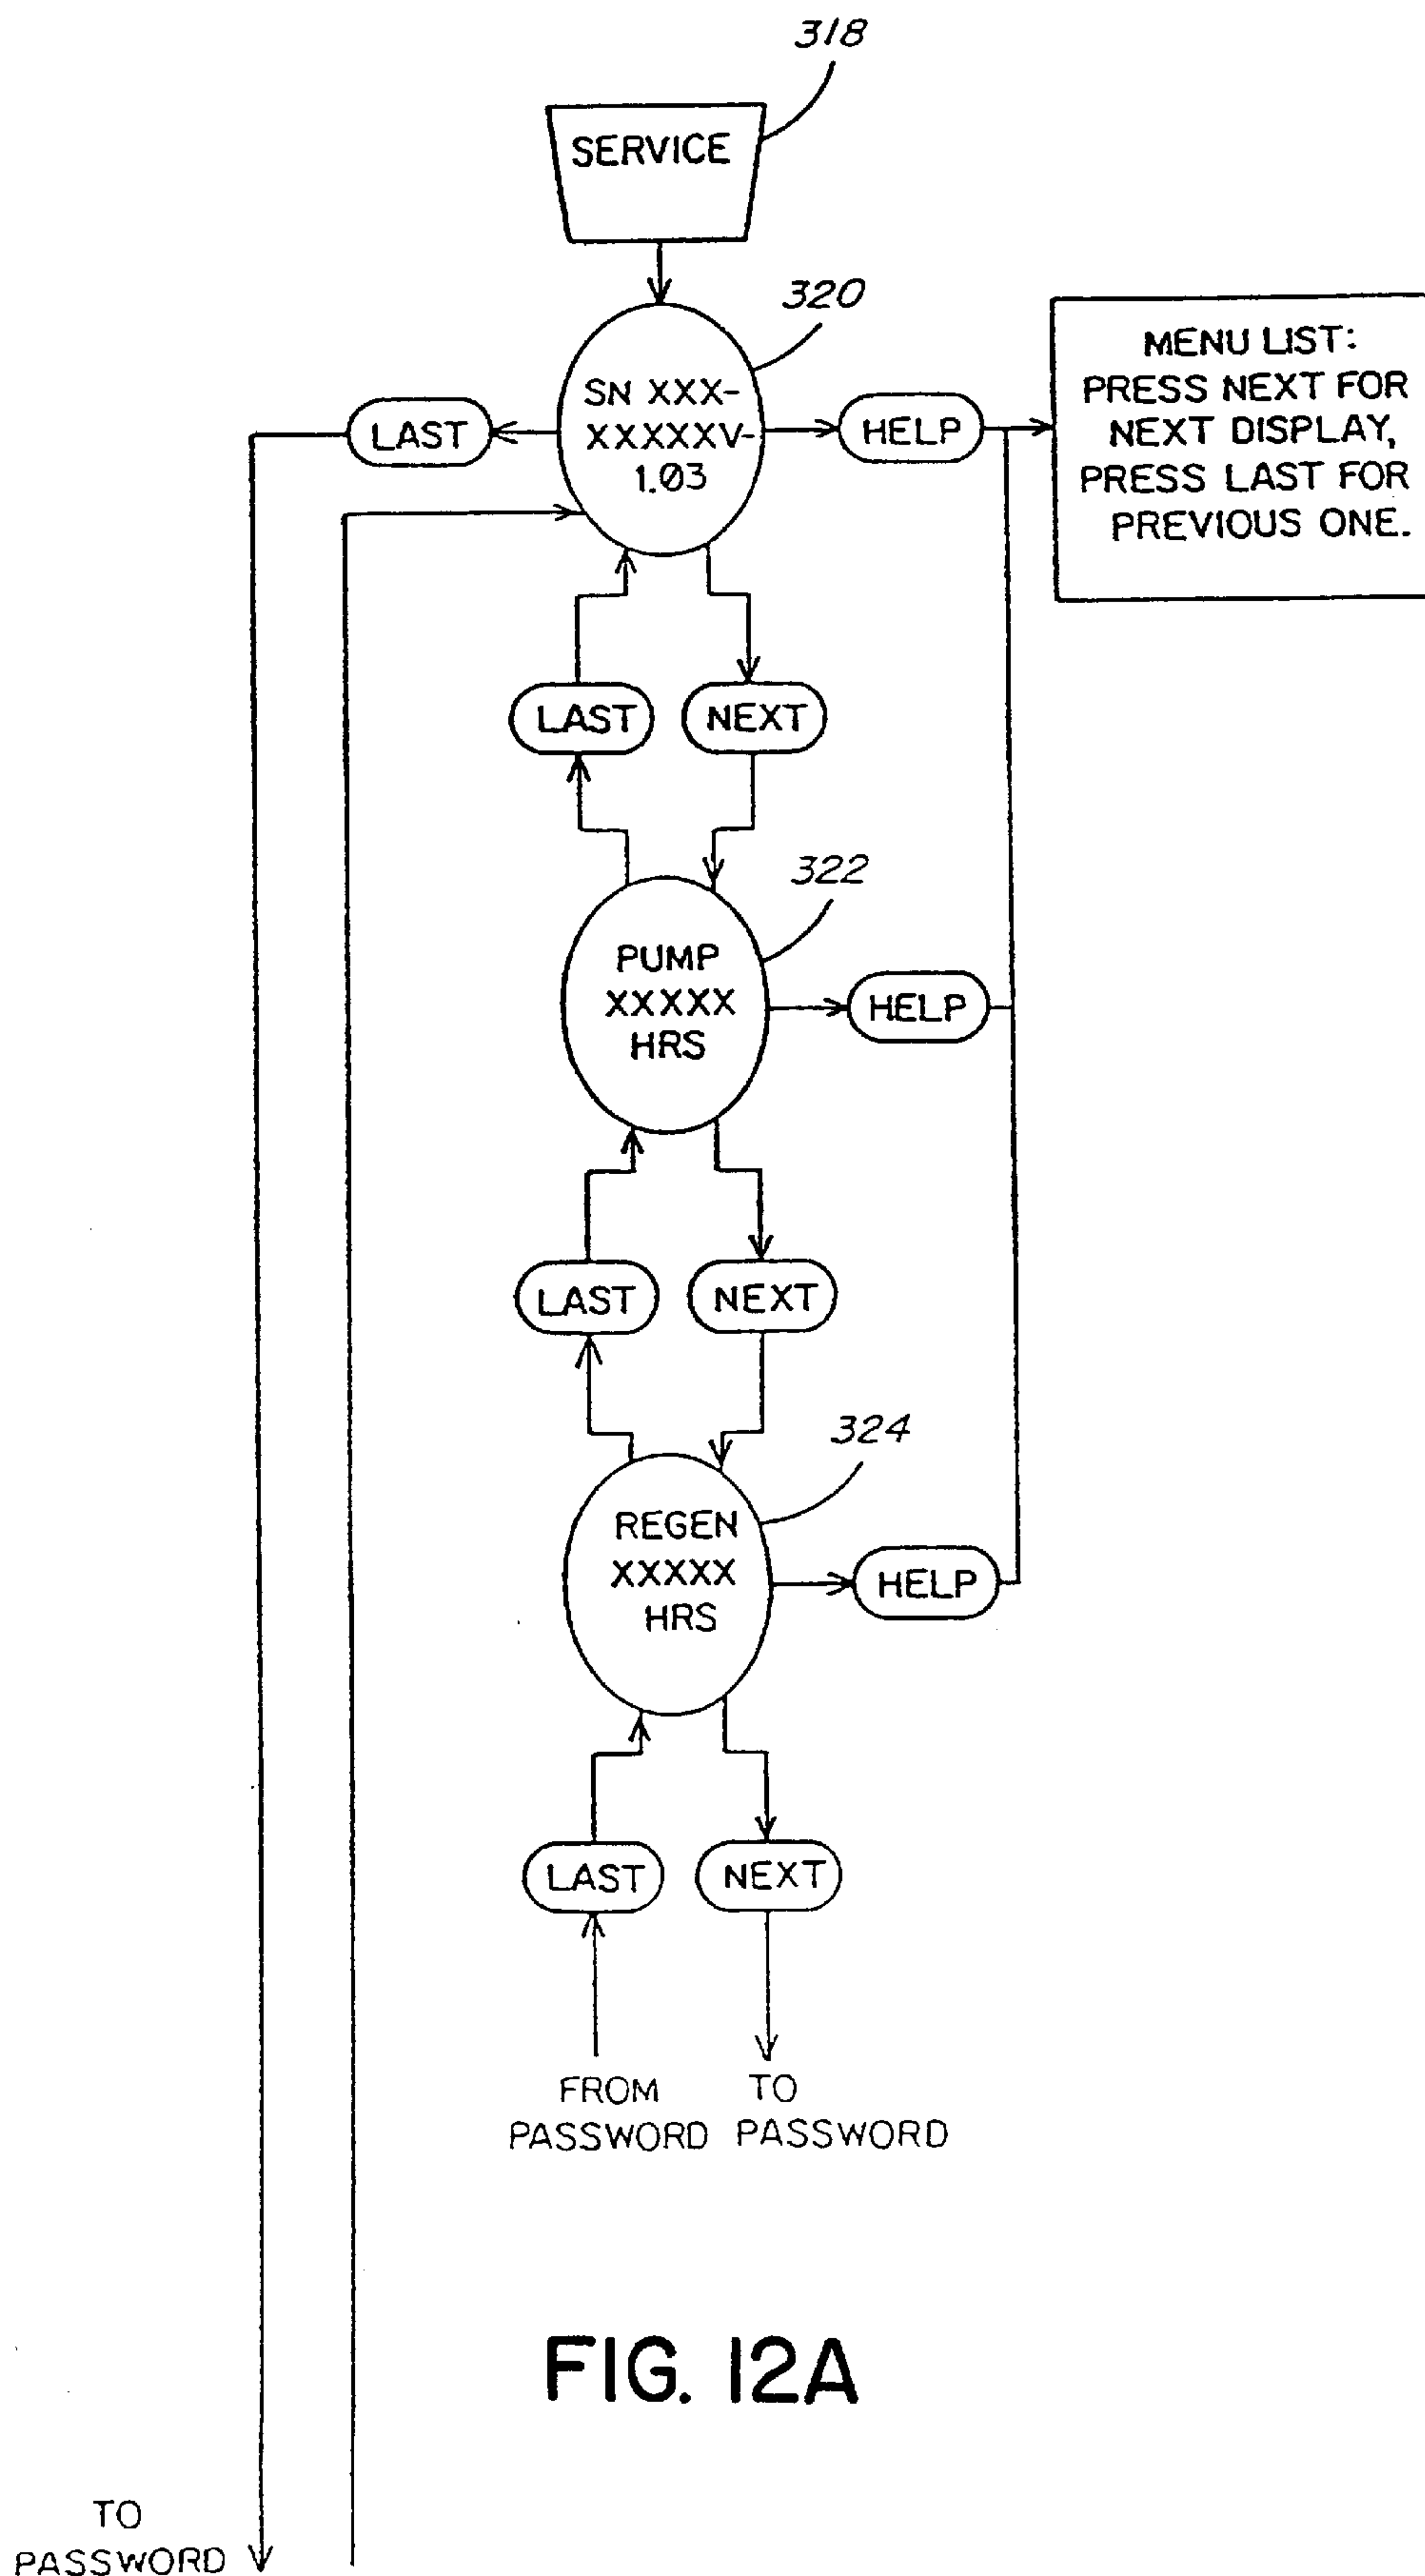 318
SERVICE
320
SN XXX-
XXXXXV-
1.03
LAST
HELP
MENU LIST:
PRESS NEXT FOR
NEXT DISPLAY,
PRESS LAST FOR
PREVIOUS ONE.
LAST
NEXT
322
PUMP
XXXXX
HRS
HELP
LAST
NEXT
324
REGEN
XXXXX
HRS
HELP
LAST
NEXT
FROM
PASSWORD
TO
PASSWORD
FIG. 12A
TO
PASSWORD